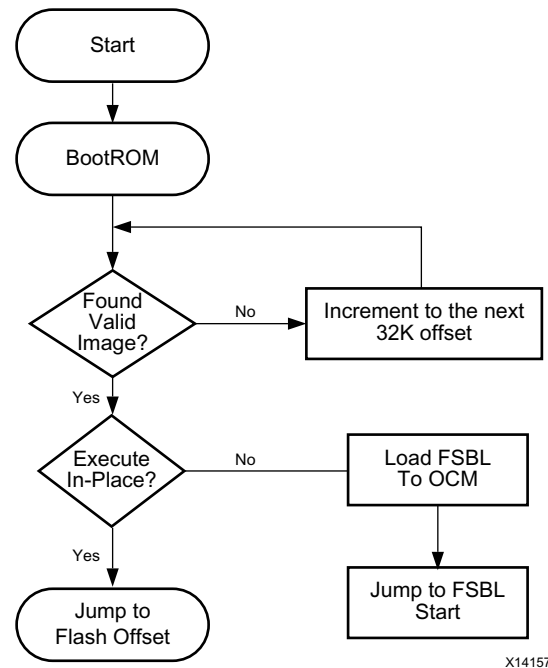 Start
BootROM
Found
Valid
Image?
No
Increment to the next
32K offset
Yes
Execute
In-Place?
No
Load FSBL
To OCM
Yes
Jump to
Flash Offset
Jump to FSBL
Start
X14157